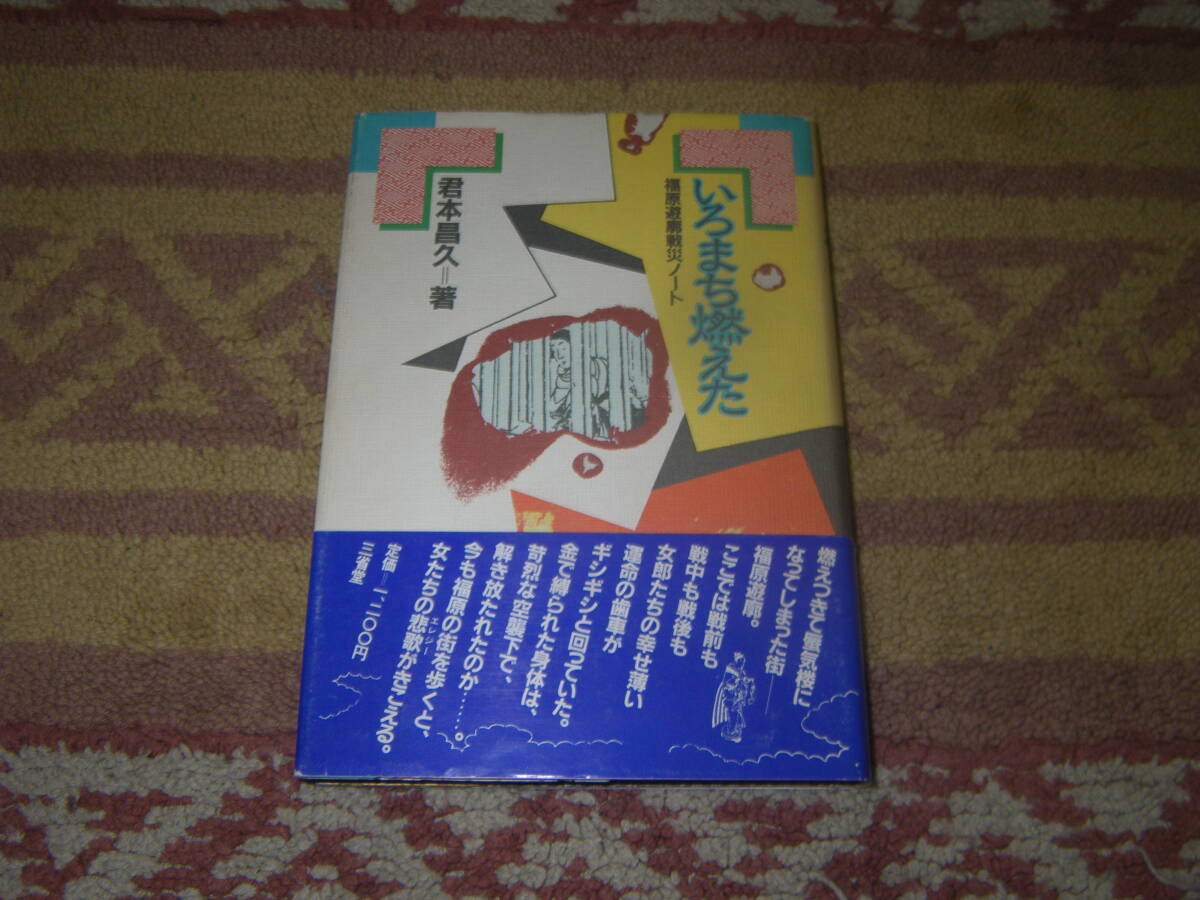 いろまち燃えた
福原遊廓戦災ノート
君本昌久＝著
燃えつきて蜃気楼に
なってしまった街――
福原遊廓。
ここでは戦前も
戦中も戦後も
女郎たちの幸せ薄い
運命の歯車が
ギシギシと回っていた。
金で縛られた身体は、
苛烈な空襲下で、
解き放たれたのか……。
今も福原の街を歩くと、
女たちの悲歌がきこえる。
エレジー
定価＝一二〇〇円
三省堂